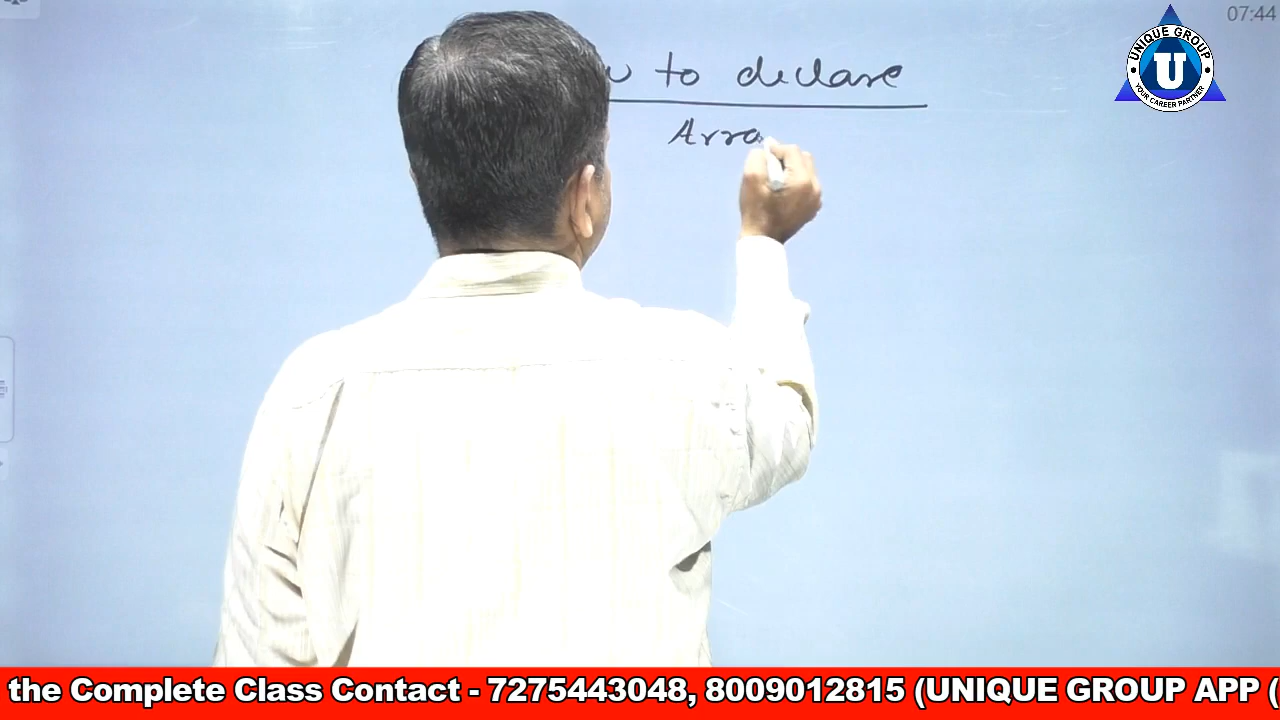 07:44
UNIQUE GROUP
U
YOUR CAREER PARTNER
to declare
Arra
the Complete Class Contact - 7275443048, 8009012815 (UNIQUE GROUP APP (